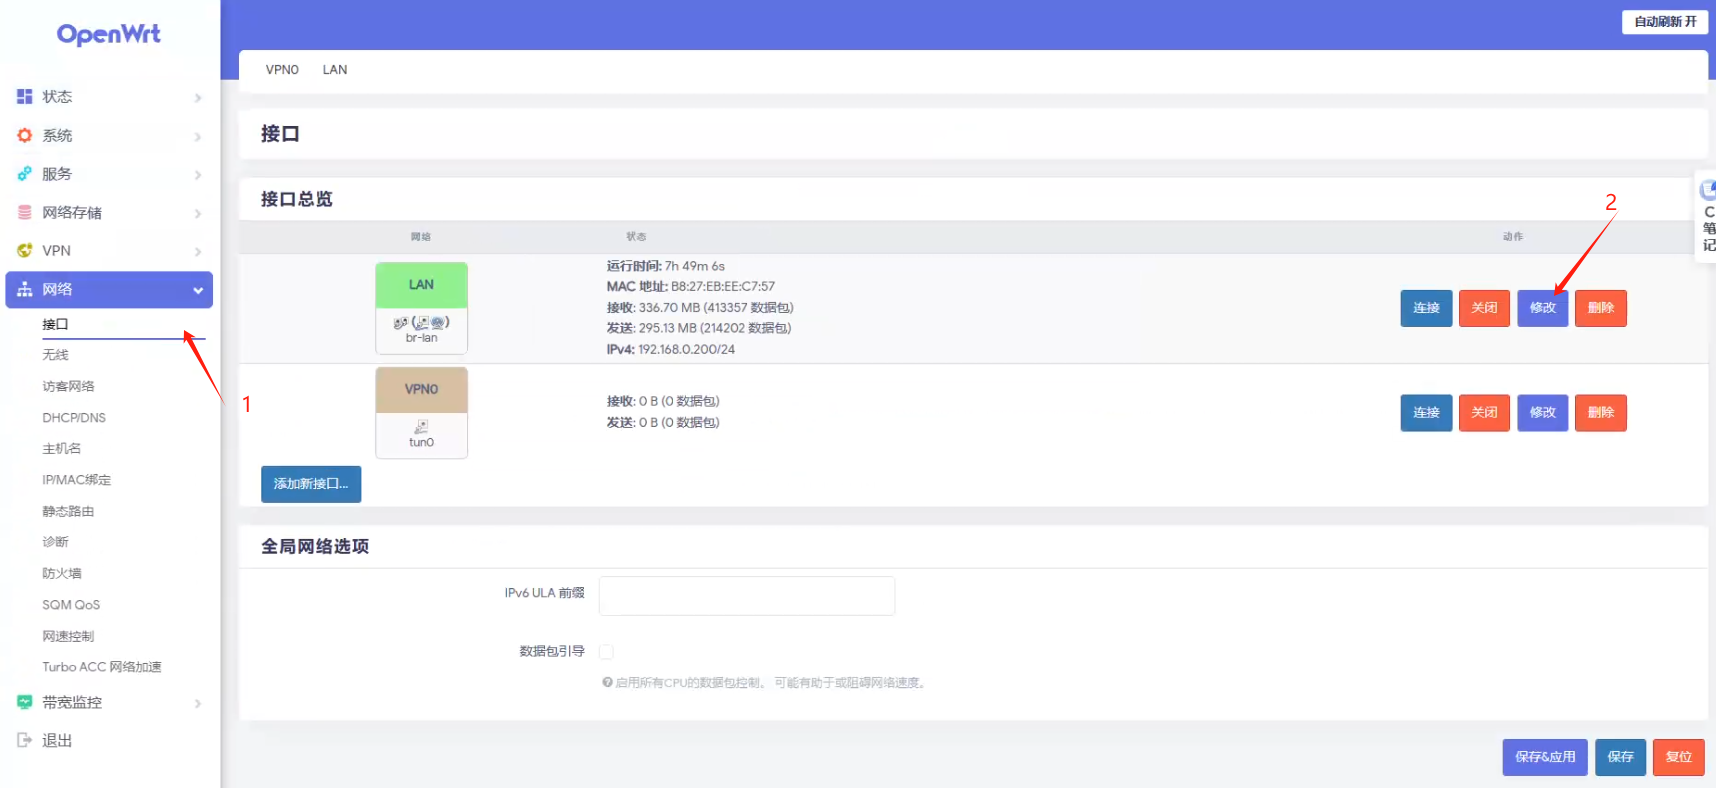 OpenWrt
自动刷新 开
VPN0 LAN
状态
系统
服务
网络存储
VPN
网络
接口
无线
访客网络
DHCP/DNS
主机名
IP/MAC绑定
静态路由
诊断
防火墙
SQM QoS
网速控制
Turbo ACC 网络加速
带宽监控
退出
1
接口
接口总览
网络 状态 动作
2
LAN
br-lan
运行时间: 7h 49m 6s
MAC 地址: B8:27:EB:EE:C7:57
接收: 336.70 MB (413357 数据包)
发送: 295.13 MB (214202 数据包)
IPv4: 192.168.0.200/24
连接 关闭 修改 删除
VPN0
tun0
接收: 0 B (0 数据包)
发送: 0 B (0 数据包)
连接 关闭 修改 删除
添加新接口...
全局网络选项
IPv6 ULA 前缀
数据包引导
启用所有CPU的数据包控制。 可能有助于或阻碍网络速度。
保存&应用 保存 复位
C
笔
记